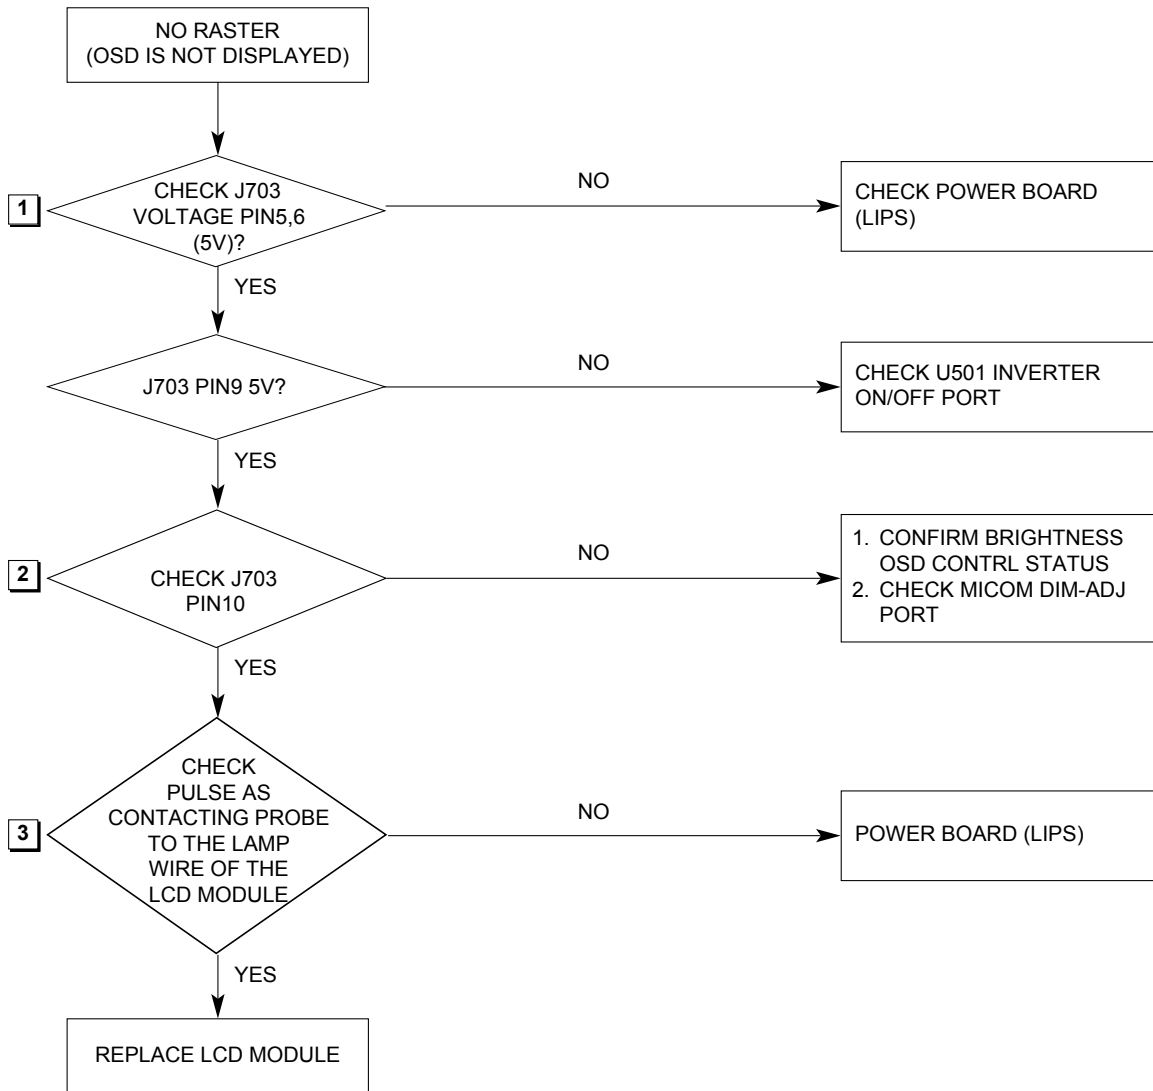 NO RASTER
(OSD IS NOT DISPLAYED)
1
CHECK J703
VOLTAGE PIN5,6
(5V)?
NO
CHECK POWER BOARD
(LIPS)
YES
J703 PIN9 5V?
NO
CHECK U501 INVERTER
ON/OFF PORT
YES
2
CHECK J703
PIN10
NO
1. CONFIRM BRIGHTNESS
OSD CONTRL STATUS
2. CHECK MICOM DIM-ADJ
PORT
YES
3
CHECK
PULSE AS
CONTACTING PROBE
TO THE LAMP
WIRE OF THE
LCD MODULE
NO
POWER BOARD (LIPS)
YES
REPLACE LCD MODULE